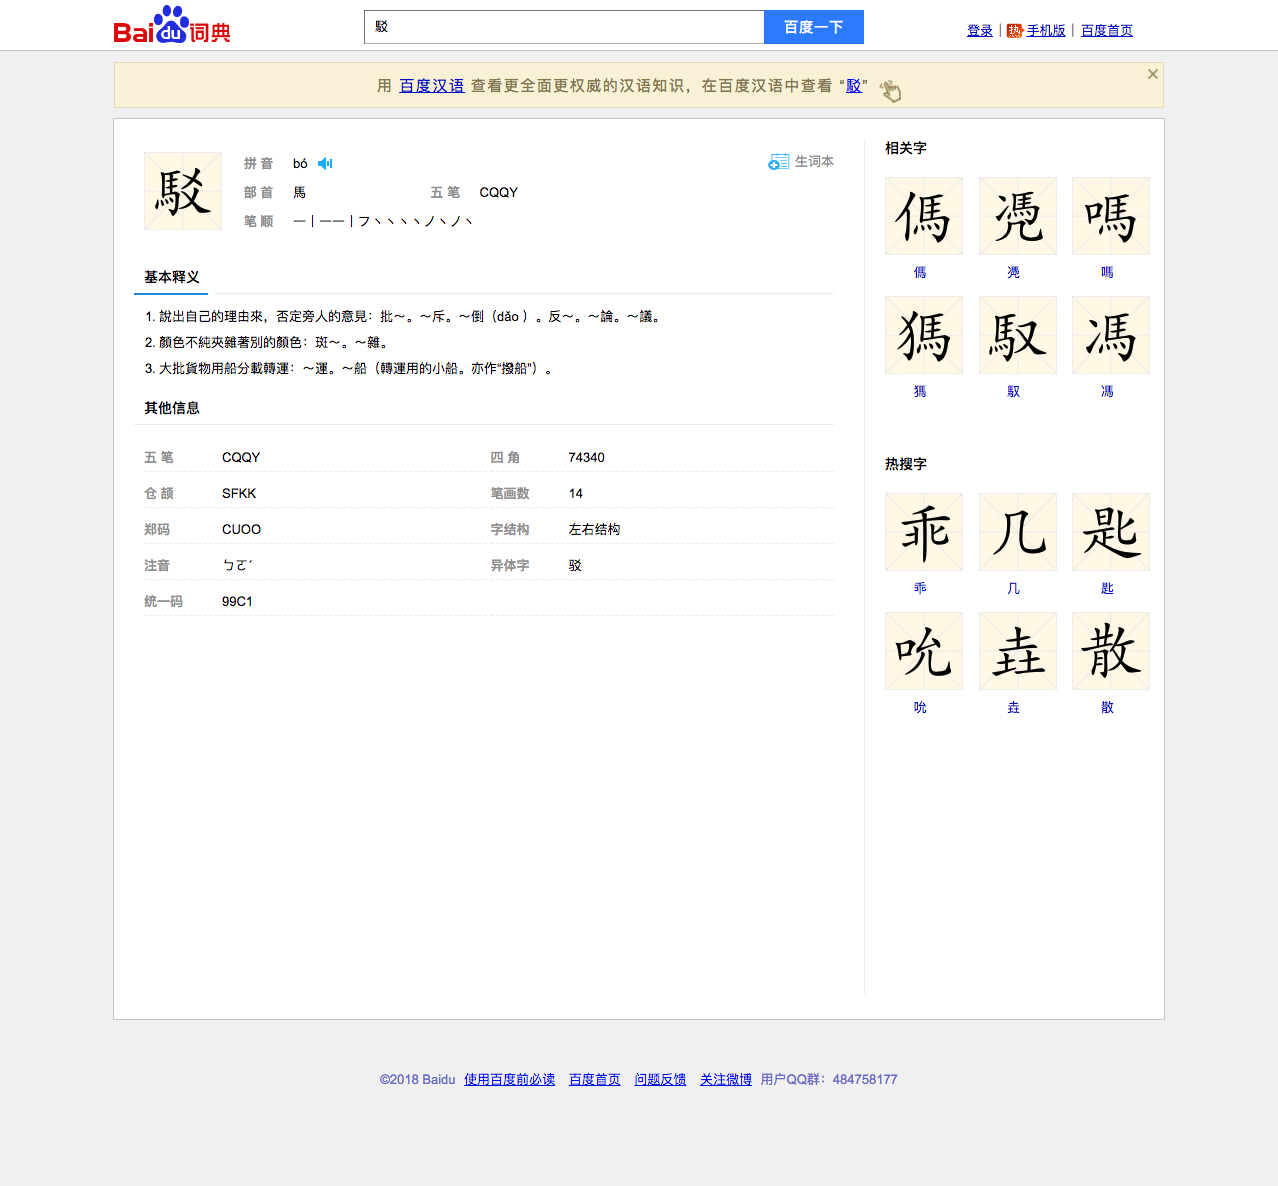 Bai du 词典
駁
百度一下
登录 | 热 手机版 | 百度首页
用 百度汉语 查看更全面更权威的汉语知识，在百度汉语中查看 “駁”
駁
拼 音 bó
生词本
部 首 馬 五 笔 CQQY
笔 顺 一丨一一丨フ丶丶丶丶ノ丶ノ丶
基本释义
1. 說出自己的理由來，否定旁人的意見：批～。～斥。～倒（dǎo ）。反～。～論。～議。
2. 顏色不純夾雜著別的顏色：斑～。～雜。
3. 大批貨物用船分載轉運：～運。～船（轉運用的小船。亦作“撥船”）。
其他信息
五 笔 CQQY 四 角 74340
仓 颉 SFKK 笔画数 14
郑码 CUOO 字结构 左右结构
注音 ㄅㄛˊ 异体字 驳
统一码 99C1
相关字
傌 凴 嗎
傌 凴 嗎
獁 馭 馮
獁 馭 馮
热搜字
乖 几 匙
乖 几 匙
吮 垚 散
吮 垚 散
©2018 Baidu 使用百度前必读 百度首页 问题反馈 关注微博 用户QQ群：484758177